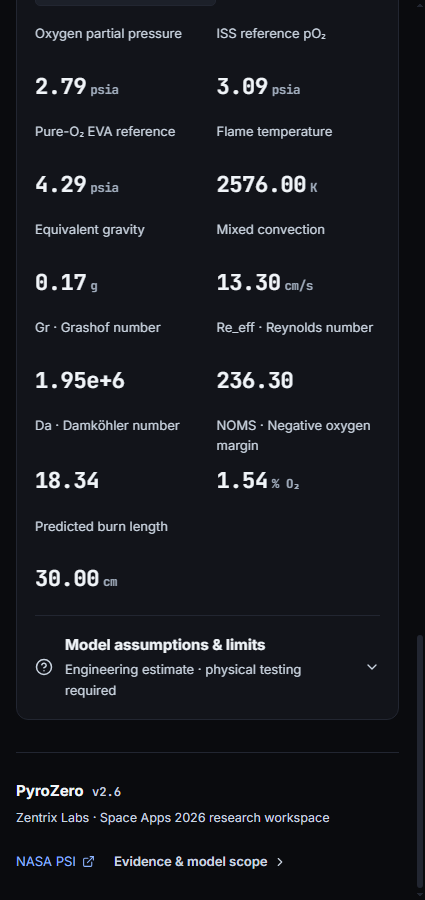 Oxygen partial pressure
ISS reference pO₂
2.79 psia
3.09 psia
Pure-O₂ EVA reference
Flame temperature
4.29 psia
2576.00 K
Equivalent gravity
Mixed convection
0.17 g
13.30 cm/s
Gr · Grashof number
Re_eff · Reynolds number
1.95e+6
236.30
Da · Damköhler number
NOMS · Negative oxygen
margin
18.34
1.54 % O₂
Predicted burn length
30.00 cm
Model assumptions & limits
Engineering estimate · physical testing
required
PyroZero v2.6
Zentrix Labs · Space Apps 2026 research workspace
NASA PSI
Evidence & model scope